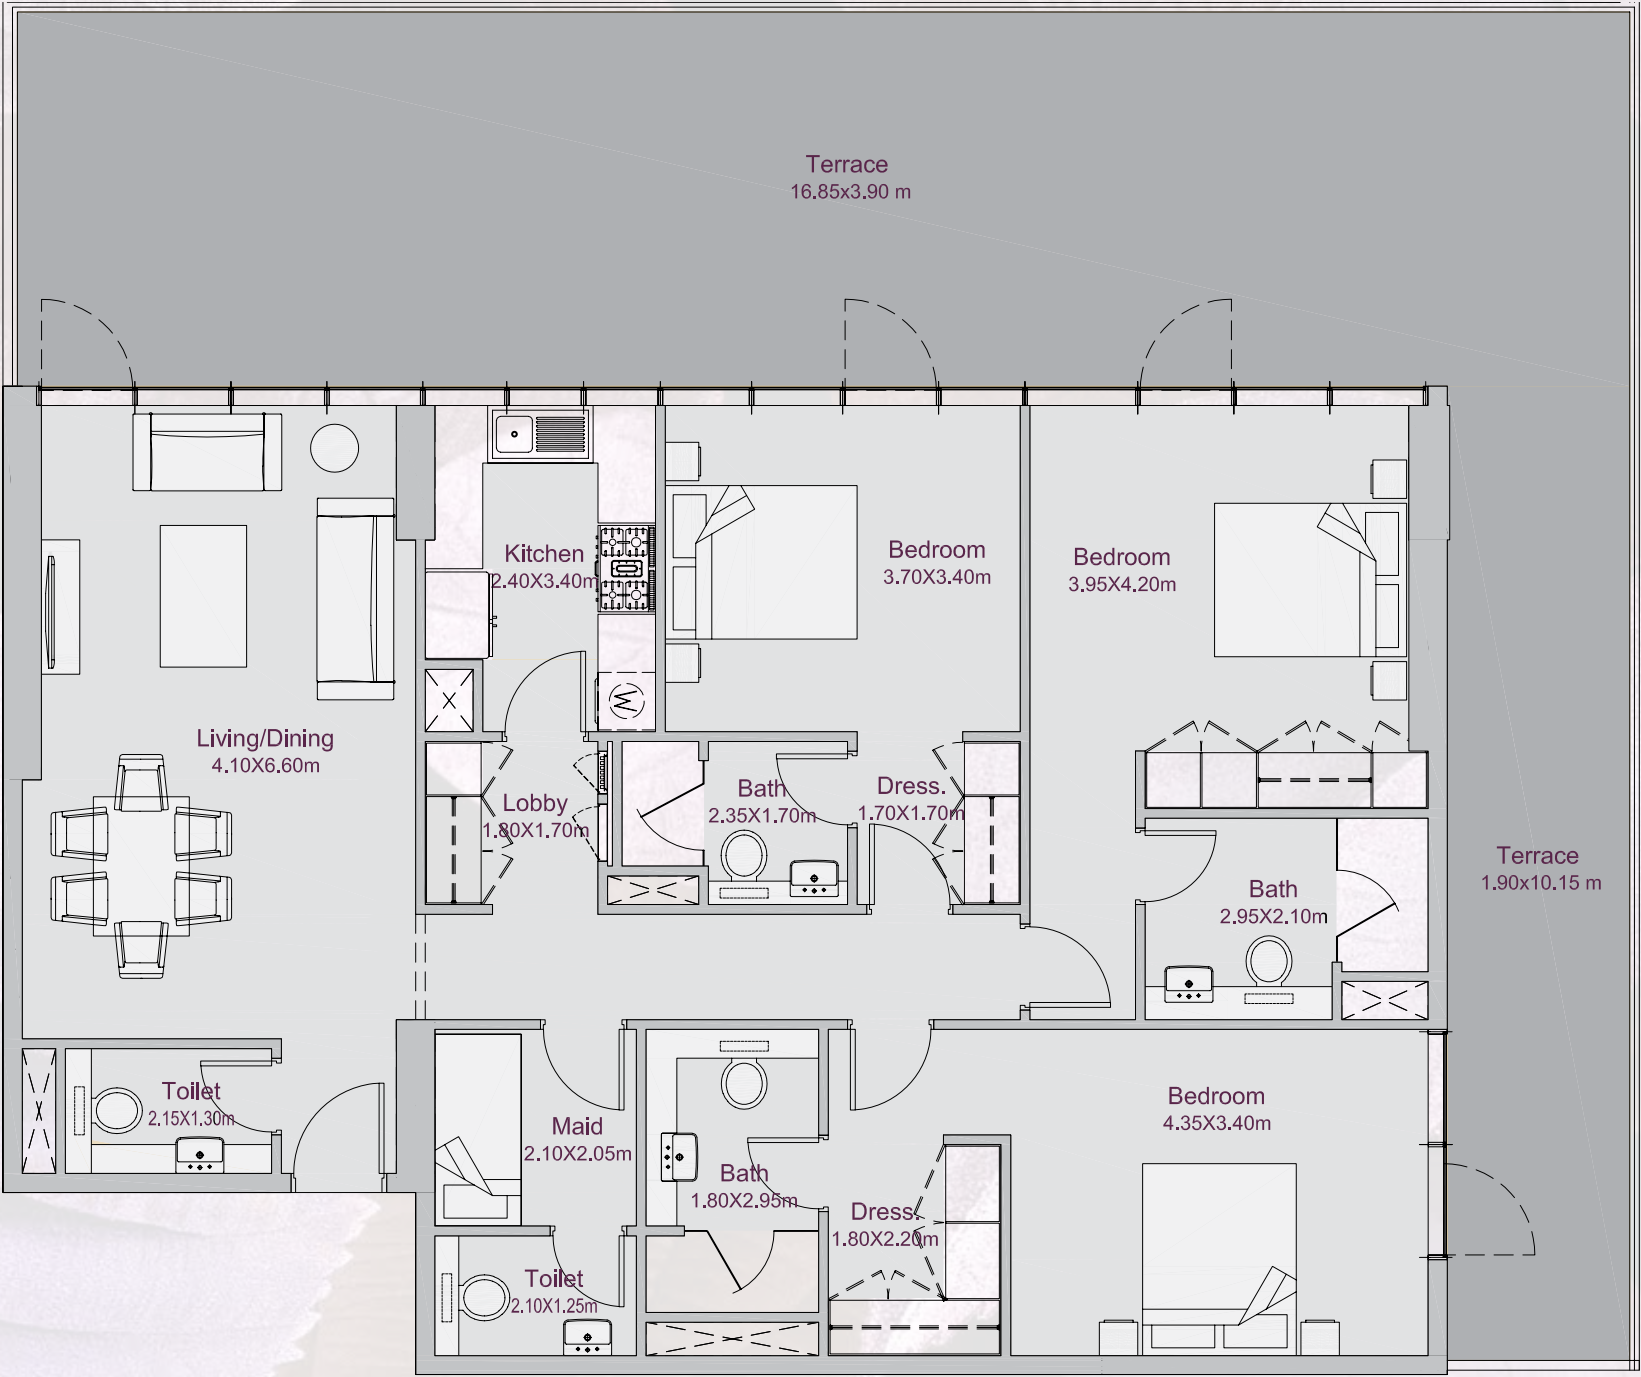 Terrace
16.85x3.90 m
Kitchen
2.40X3.40m
Bedroom
3.70X3.40m
Bedroom
3.95X4.20m
W
Living/Dining
4.10X6.60m
Lobby
1.80X1.70m
Bath
2.35X1.70m
Dress.
1.70X1.70m
Terrace
1.90x10.15 m
Bath
2.95X2.10m
Toilet
2.15X1.30m
Maid
2.10X2.05m
Bath
1.80X2.95m
Bedroom
4.35X3.40m
Dress.
1.80X2.20m
Toilet
2.10X1.25m